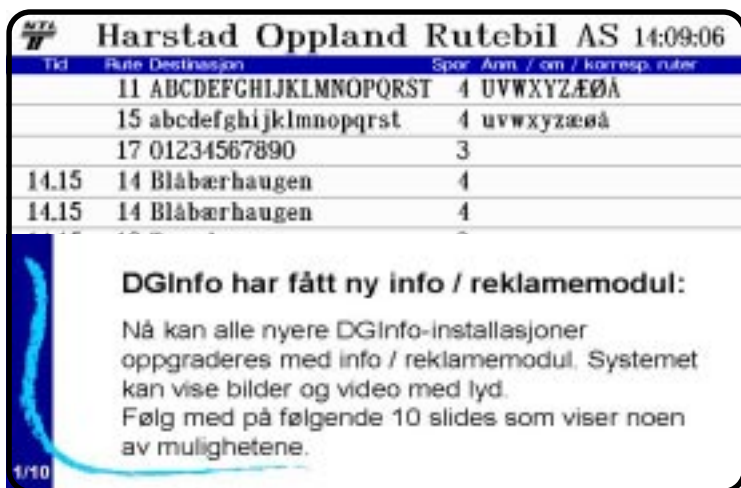 NTL Harstad Oppland Rutebil AS 14:09:06
Tid Rute Destinasjon Spor Anm. / om / korresp. ruter
11 ABCDEFGHIJKLMNOPQRST 4 UVWXYZÆØÅ
15 abcdefghijklmnopqrst 4 uvwxyzæøå
17 01234567890 3
14.15 14 Blåbærhaugen 4
14.15 14 Blåbærhaugen 4
DGInfo har fått ny info / reklamemodul:
Nå kan alle nyere DGInfo-installasjoner
oppgraderes med info / reklamemodul. Systemet
kan vise bilder og video med lyd.
Følg med på følgende 10 slides som viser noen
av mulighetene.
1/10